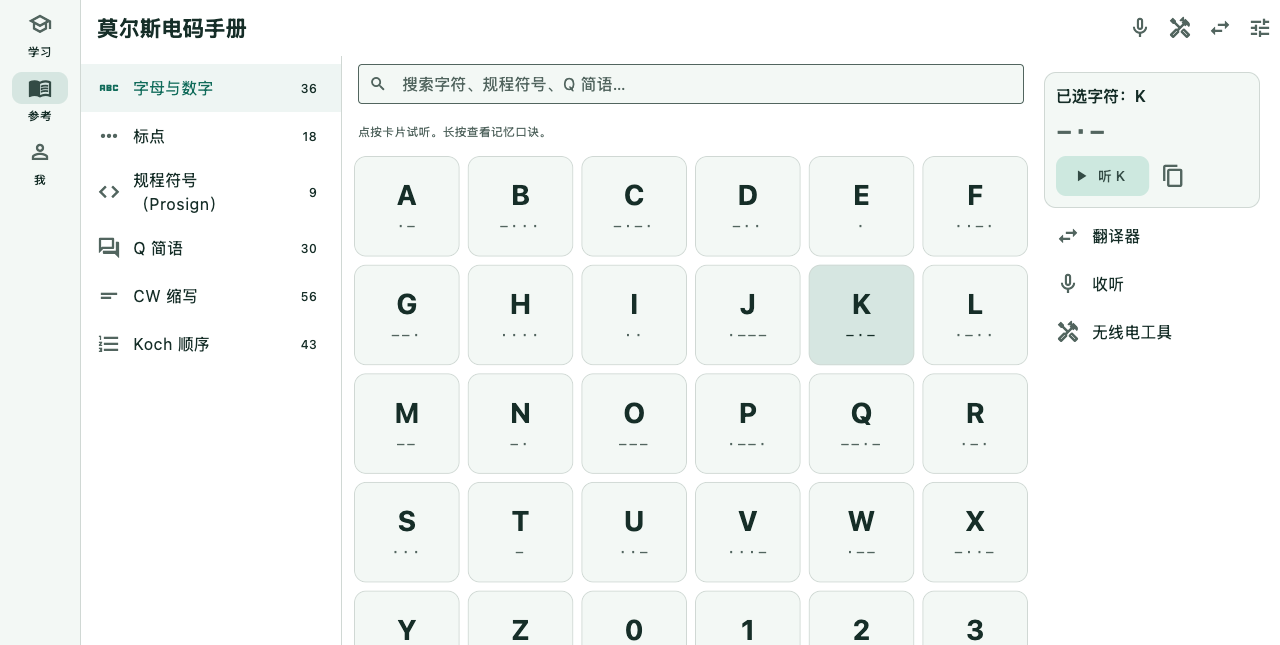 莫尔斯电码手册
学习
参考
我
字母与数字 36
标点 18
规程符号
（Prosign） 9
Q 简语 30
CW 缩写 56
Koch 顺序 43
搜索字符、规程符号、Q 简语...
点按卡片试听。长按查看记忆口诀。
A B C D E F
·− −··· −·−· −·· · ··−·
G H I J K L
−−· ···· ·· ·−−− −·− ·−··
M N O P Q R
−− −· −−− ·−−· −−·− ·−·
S T U V W X
··· − ··− ···− ·−− −··−
Y Z 0 1 2 3
已选字符：K
−·−
听 K
翻译器
收听
无线电工具